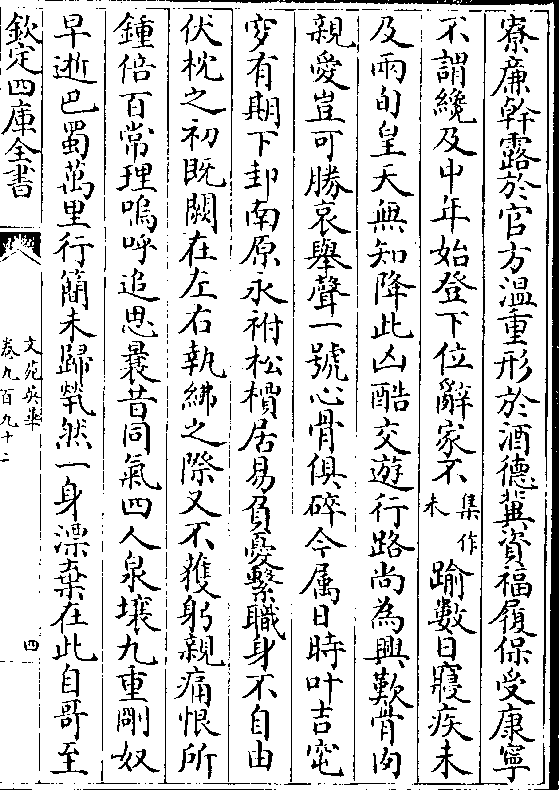 寮廉幹露於官方溫重形於酒德冀資福履保受康寧
不謂纔及中年始登下位辭家不集作未踰數日寢疾未
及兩旬皇天無知降此凶酷交遊行路尚為興歎骨肉
親愛豈可勝哀舉聲一號心骨俱碎今属日時叶吉窀
穸有期下邽南原永祔松檟居易負憂繫職身不自由
伏枕之初既闕在左右執紼之際又不獲躬親痛恨所
鍾倍百常理嗚呼追思曩昔同氣四人泉壤九重剛奴
早逝巴蜀萬里行簡未歸煢然一身漂棄在此自哥至
欽定四庫全書
文苑英華
卷九百九十二
四